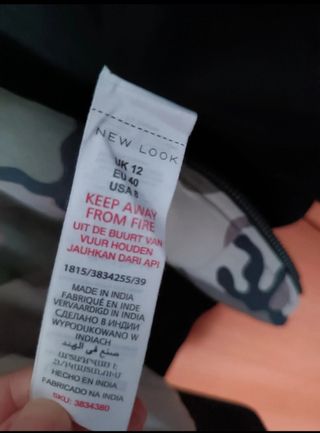 NEW LOOK
UK 12
EU 40
USA 8
KEEP AWAY
FROM FIRE
UIT DE BUURT VAN
VUUR HOUDEN
JAUHKAN DARI API
1815/3834255/39
MADE IN INDIA
FABRIQUÉ EN INDE
VERVAARDIGD IN INDIA
СДЕЛАНО В ИНДИИ
WYPODUKOWANO W
INDIACH
صنع في الهند
HECHO EN INDIA
FABRICADO NA INDIA
SKU: 3834380